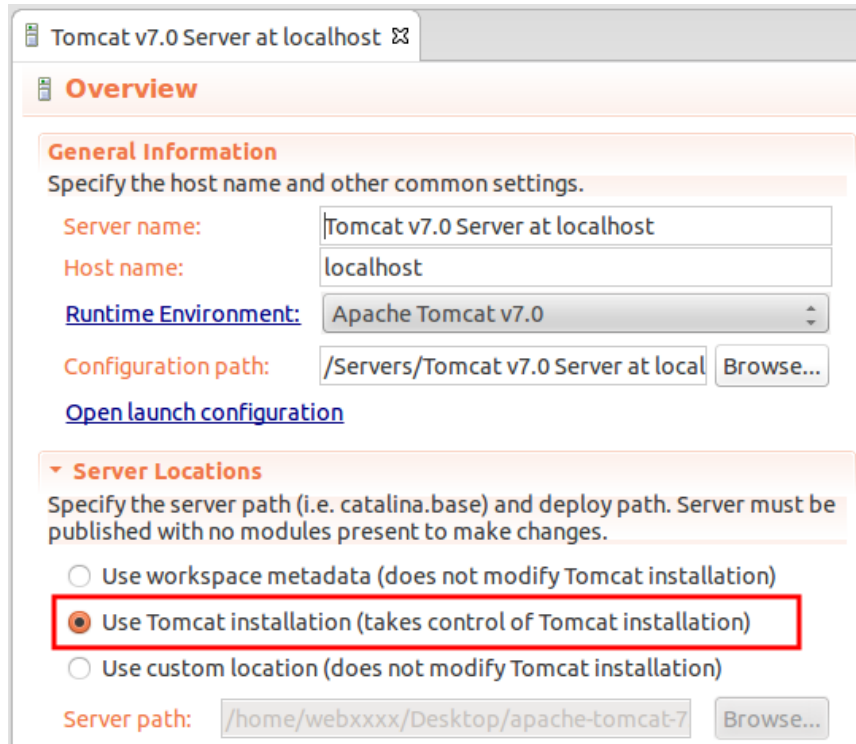 Tomcat v7.0 Server at localhost
Overview
General Information
Specify the host name and other common settings.
Server name: Tomcat v7.0 Server at localhost
Host name: localhost
Runtime Environment: Apache Tomcat v7.0
Configuration path: /Servers/Tomcat v7.0 Server at local Browse...
Open launch configuration
Server Locations
Specify the server path (i.e. catalina.base) and deploy path. Server must be
published with no modules present to make changes.
Use workspace metadata (does not modify Tomcat installation)
Use Tomcat installation (takes control of Tomcat installation)
Use custom location (does not modify Tomcat installation)
Server path: /home/webxxxx/Desktop/apache-tomcat-7 Browse...